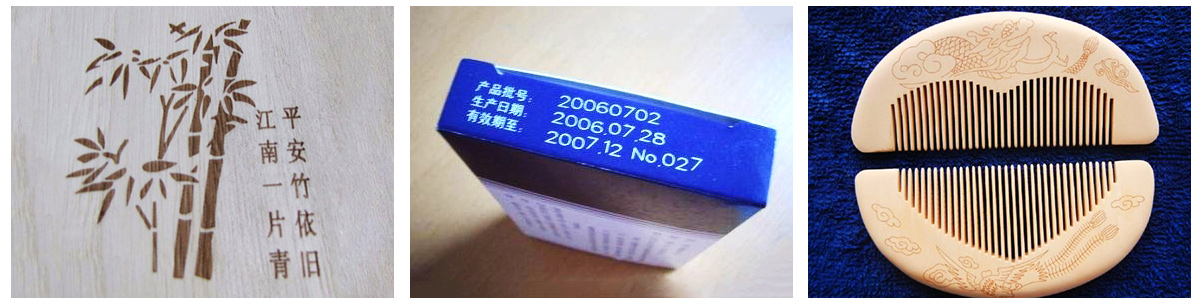 平安竹依旧
江南一片青
产品批号: 20060702
生产日期: 2006.07.28
有效期至: 2007.12 No.027